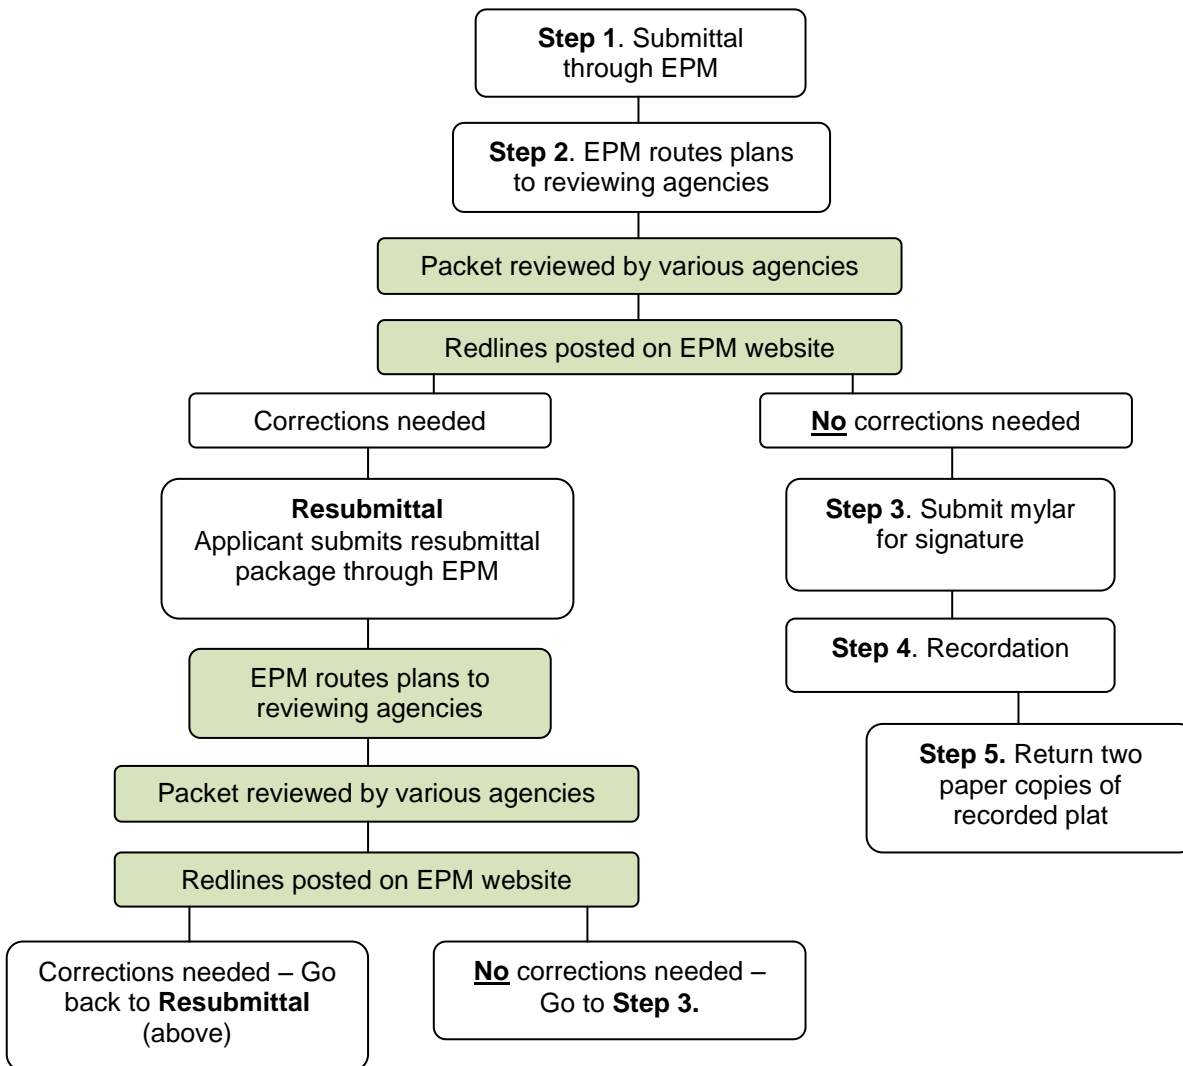 Step 1. Submittal
through EPM
Step 2. EPM routes plans
to reviewing agencies
Packet reviewed by various agencies
Redlines posted on EPM website
Corrections needed
No corrections needed
Resubmittal
Applicant submits resubmittal
package through EPM
Step 3. Submit mylar
for signature
Step 4. Recordation
EPM routes plans to
reviewing agencies
Step 5. Return two
paper copies of
recorded plat
Packet reviewed by various agencies
Redlines posted on EPM website
Corrections needed – Go
back to Resubmittal
(above)
No corrections needed –
Go to Step 3.